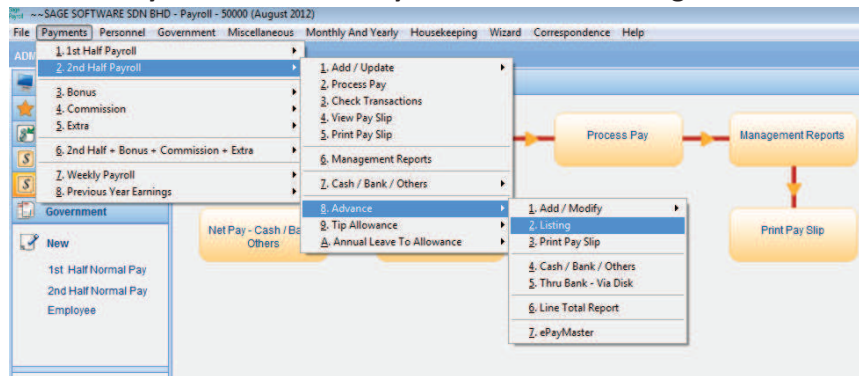 ~~SAGE SOFTWARE SDN BHD - Payroll - 50000 (August 2012)
File Payments Personnel Government Miscellaneous Monthly And Yearly Housekeeping Wizard Correspondence Help
1. 1st Half Payroll
2. 2nd Half Payroll
3. Bonus
4. Commission
5. Extra
6. 2nd Half + Bonus + Commission + Extra
7. Weekly Payroll
8. Previous Year Earnings
1. Add / Update
2. Process Pay
3. Check Transactions
4. View Pay Slip
5. Print Pay Slip
6. Management Reports
7. Cash / Bank / Others
8. Advance
9. Tip Allowance
A. Annual Leave To Allowance
1. Add / Modify
2. Listing
3. Print Pay Slip
4. Cash / Bank / Others
5. Thru Bank - Via Disk
6. Line Total Report
7. ePayMaster
Process Pay
Management Reports
Print Pay Slip
Net Pay - Cash / Ba
Others
Government
New
1st Half Normal Pay
2nd Half Normal Pay
Employee